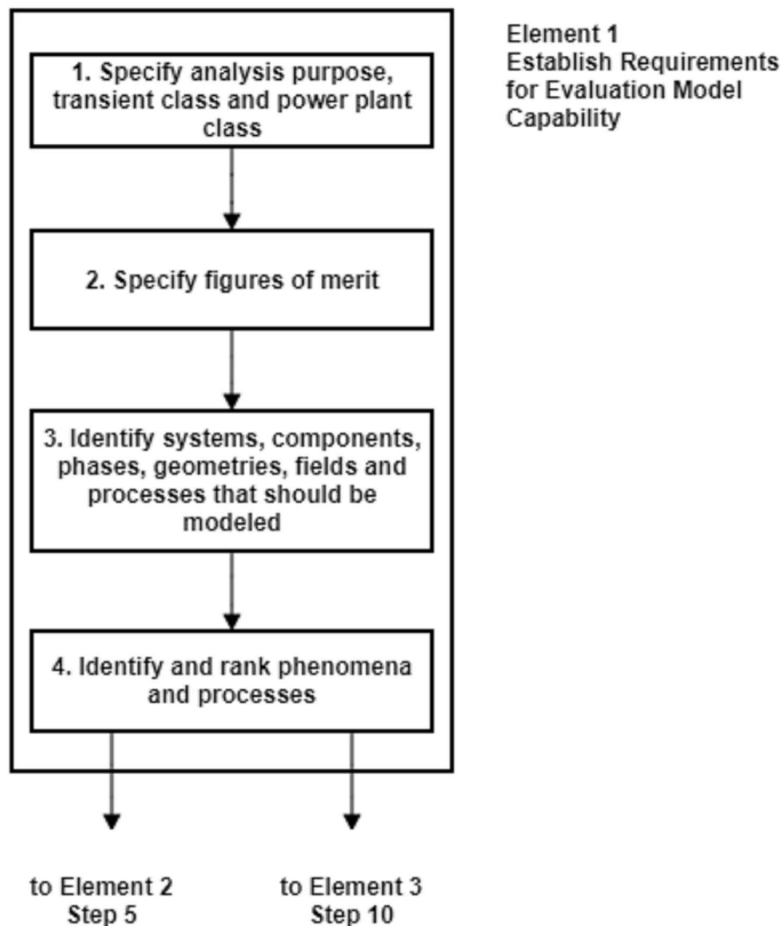 Element 1
Establish Requirements
for Evaluation Model
Capability
1. Specify analysis purpose,
transient class and power plant
class
2. Specify figures of merit
3. Identify systems, components,
phases, geometries, fields and
processes that should be
modeled
4. Identify and rank phenomena
and processes
to Element 2
Step 5
to Element 3
Step 10